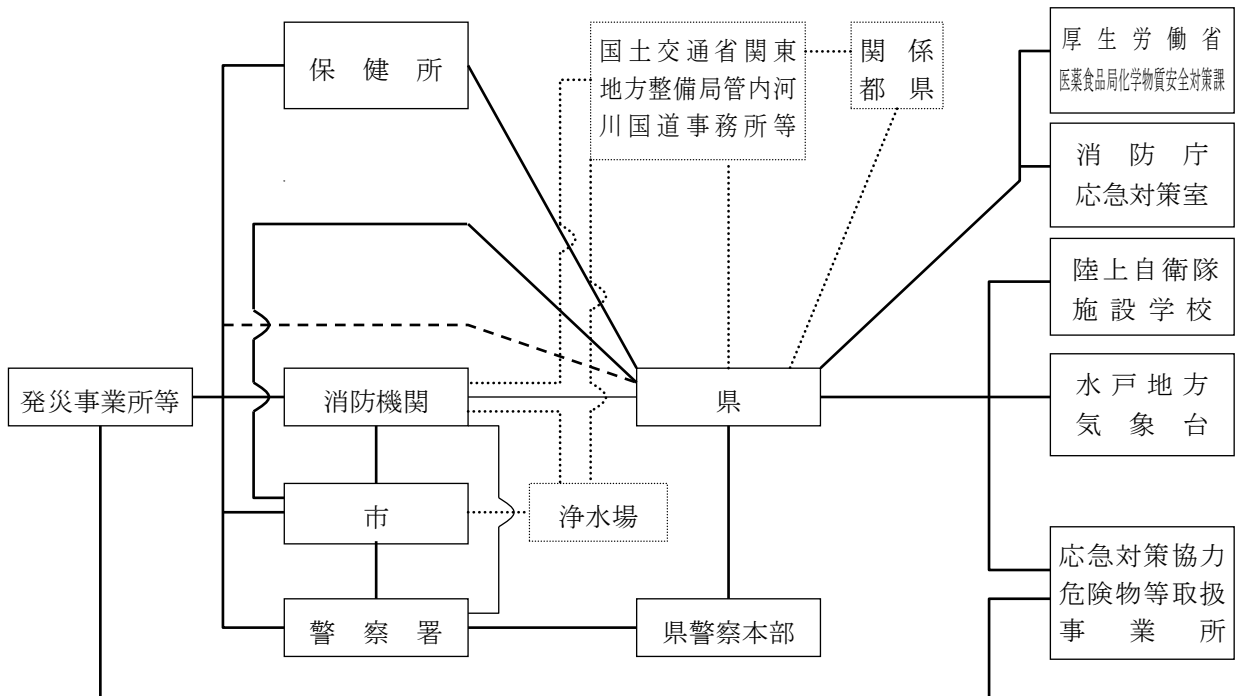 保健所
国土交通省関東
地方整備局管内河
川国道事務所等
関係
都県
厚生労働省
医薬食品局化学物質安全対策課
消防庁
応急対策室
陸上自衛隊
施設学校
発災事業所等
消防機関
県
水戸地方
気象台
市
浄水場
警察署
県警察本部
応急対策協力
危険物等取扱
事業所